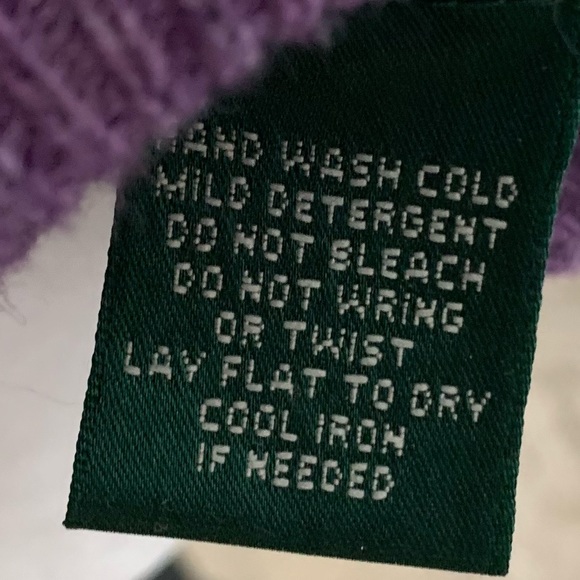 HAND WASH COLD
MILD DETERGENT
DO NOT BLEACH
DO NOT WRING
OR TWIST
LAY FLAT TO DRY
COOL IRON
IF NEEDED